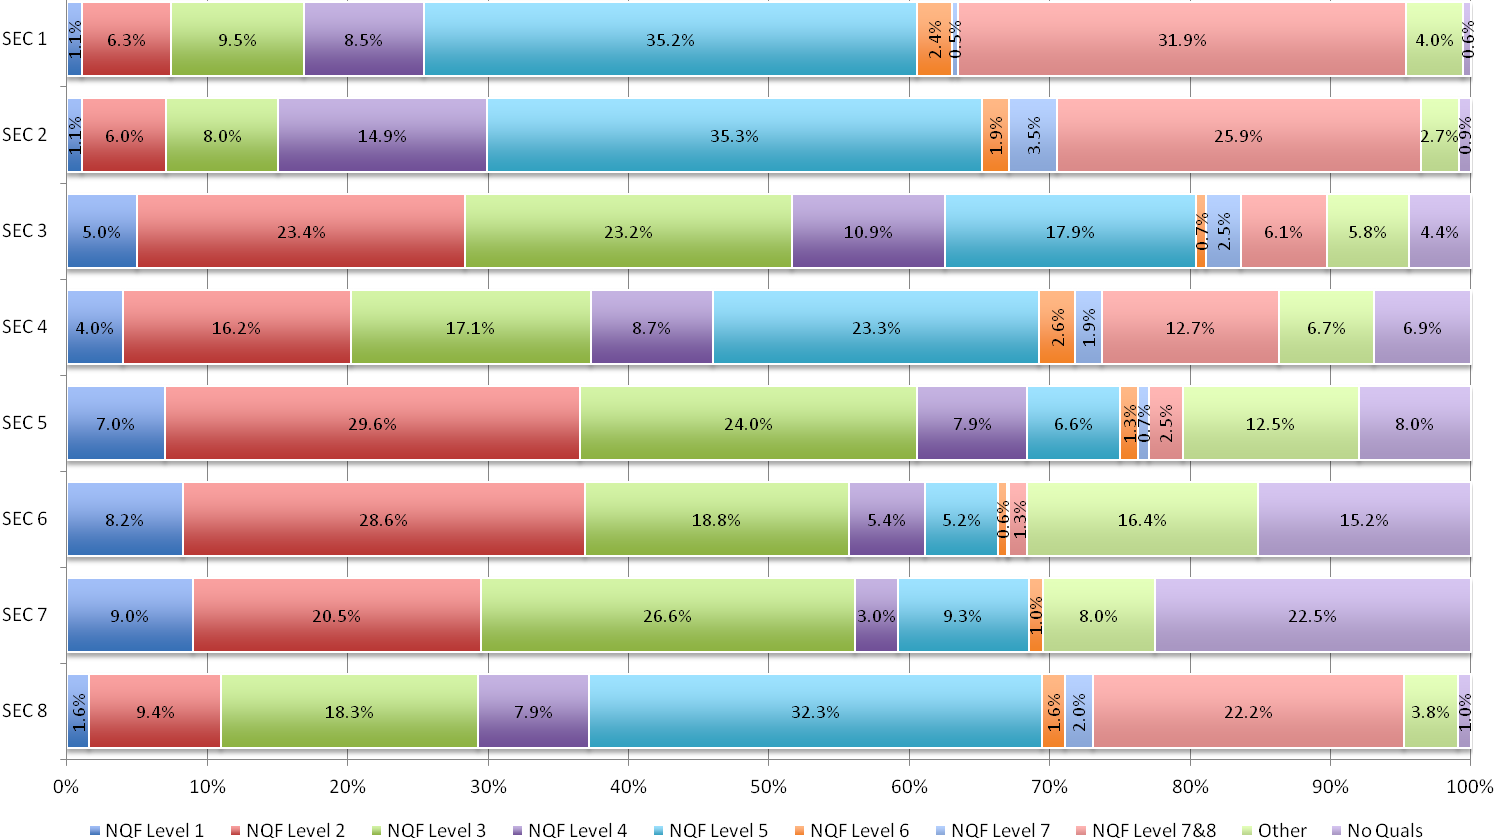 SEC 1 1.1% 6.3% 9.5% 8.5% 35.2% 2.4% 0.5% 31.9% 4.0% 0.6%
SEC 2 1.1% 6.0% 8.0% 14.9% 35.3% 1.9% 3.5% 25.9% 2.7% 0.9%
SEC 3 5.0% 23.4% 23.2% 10.9% 17.9% 0.7% 2.5% 6.1% 5.8% 4.4%
SEC 4 4.0% 16.2% 17.1% 8.7% 23.3% 2.6% 1.9% 12.7% 6.7% 6.9%
SEC 5 7.0% 29.6% 24.0% 7.9% 6.6% 1.3% 0.7% 2.5% 12.5% 8.0%
SEC 6 8.2% 28.6% 18.8% 5.4% 5.2% 0.6% 1.3% 16.4% 15.2%
SEC 7 9.0% 20.5% 26.6% 3.0% 9.3% 1.0% 8.0% 22.5%
SEC 8 1.6% 9.4% 18.3% 7.9% 32.3% 1.6% 2.0% 22.2% 3.8% 1.0%
0% 10% 20% 30% 40% 50% 60% 70% 80% 90% 100%
NQF Level 1 NQF Level 2 NQF Level 3 NQF Level 4 NQF Level 5 NQF Level 6 NQF Level 7 NQF Level 7&8 Other No Quals